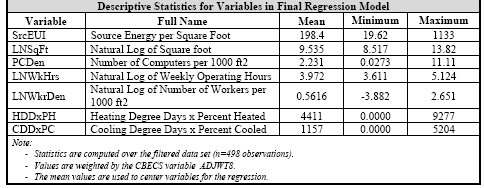 Descriptive Statistics for Variables in Final Regression Model
Variable Full Name Mean Minimum Maximum
SrcEUI Source Energy per Square Foot 198.4 19.62 1133
LNSqFt Natural Log of Square foot 9.535 8.517 13.82
PCDen Number of Computers per 1000 ft2 2.231 0.0273 11.11
LNWkHrs Natural Log of Weekly Operating Hours 3.972 3.611 5.124
LNWkrDen Natural Log of Number of Workers per 1000 ft2 0.5616 -3.882 2.651
HDDxPH Heating Degree Days x Percent Heated 4411 0.0000 9277
CDDxPC Cooling Degree Days x Percent Cooled 1157 0.0000 5204
Note:
- Statistics are computed over the filtered data set (n=498 observations).
- Values are weighted by the CBECS variable ADJWT8.
- The mean values are used to center variables for the regression.